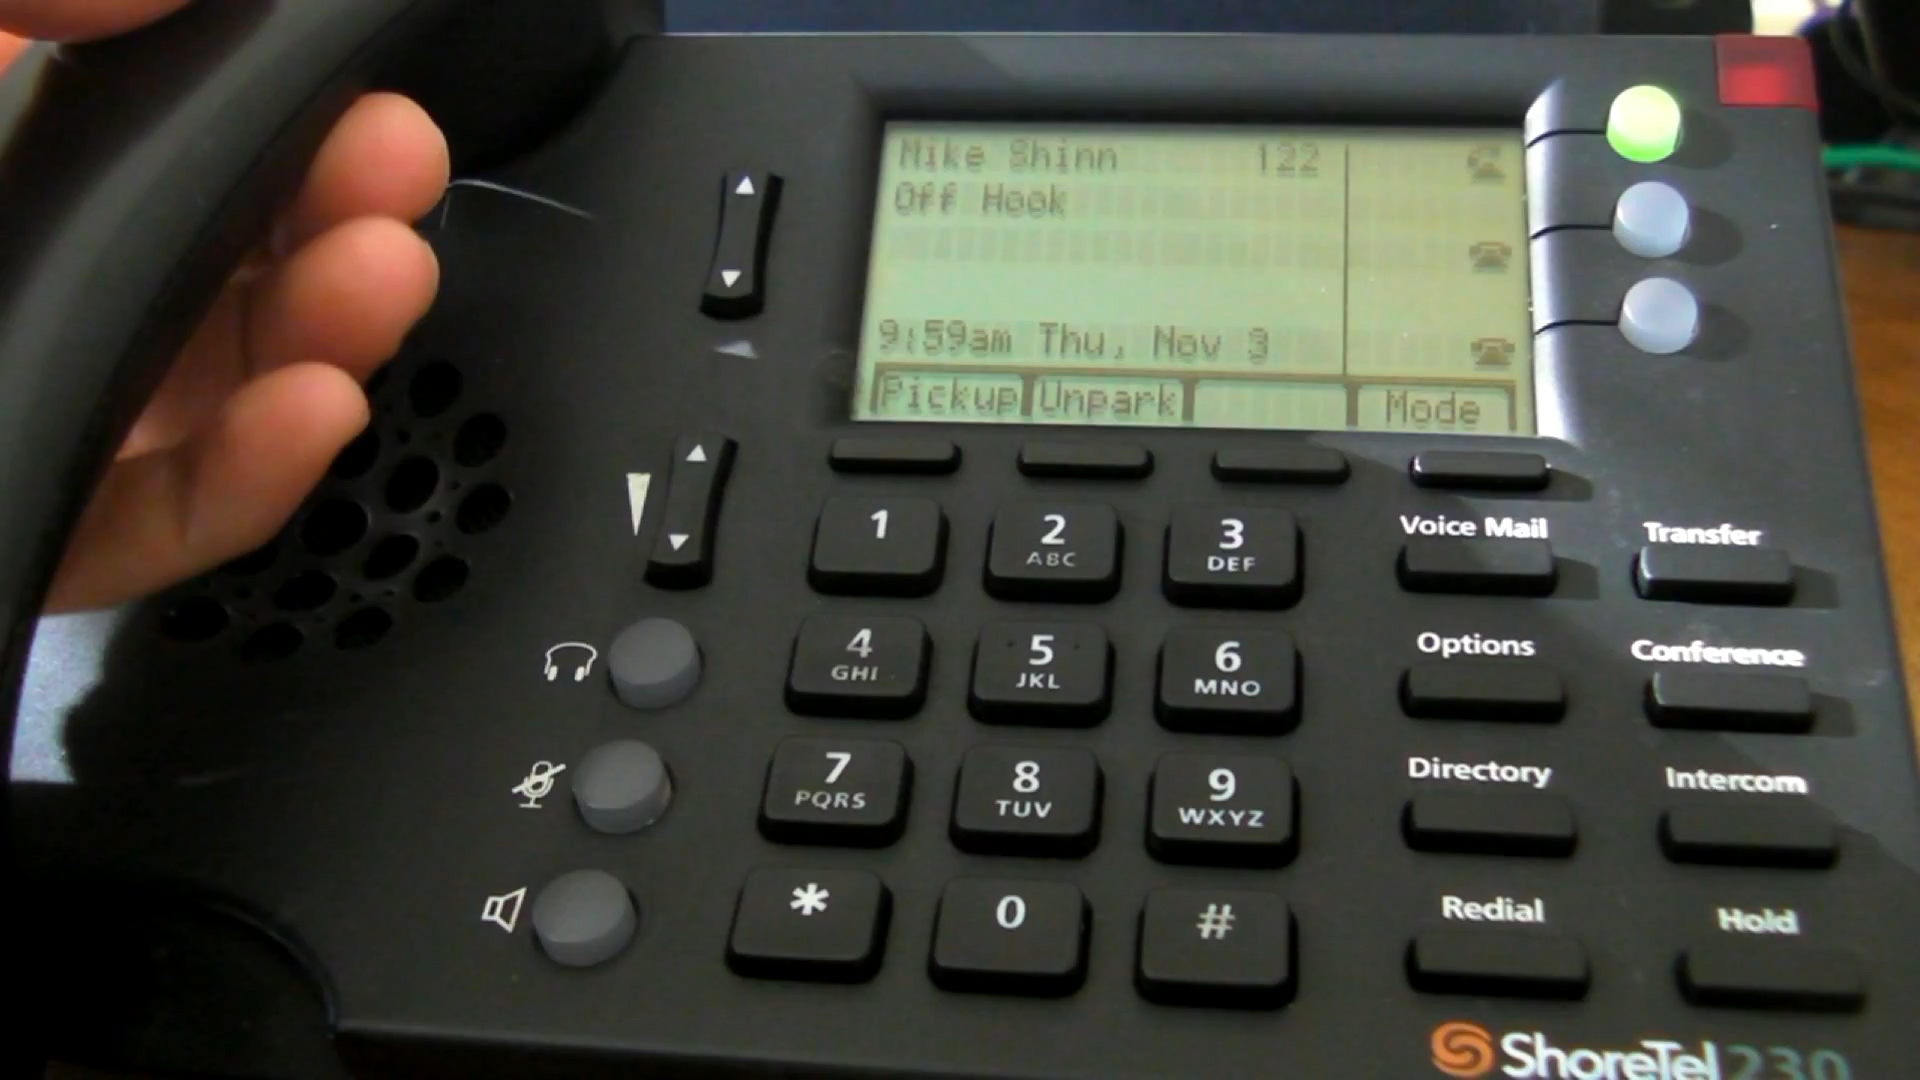 Mike Shinn 122
Off Hook
9:59am Thu, Nov 3
Pickup Unpark Mode
1
2 ABC
3 DEF
Voice Mail
Transfer
4 GHI
5 JKL
6 MNO
Options
Conference
7 PQRS
8 TUV
9 WXYZ
Directory
Intercom
*
0
#
Redial
Hold
ShoreTel 230